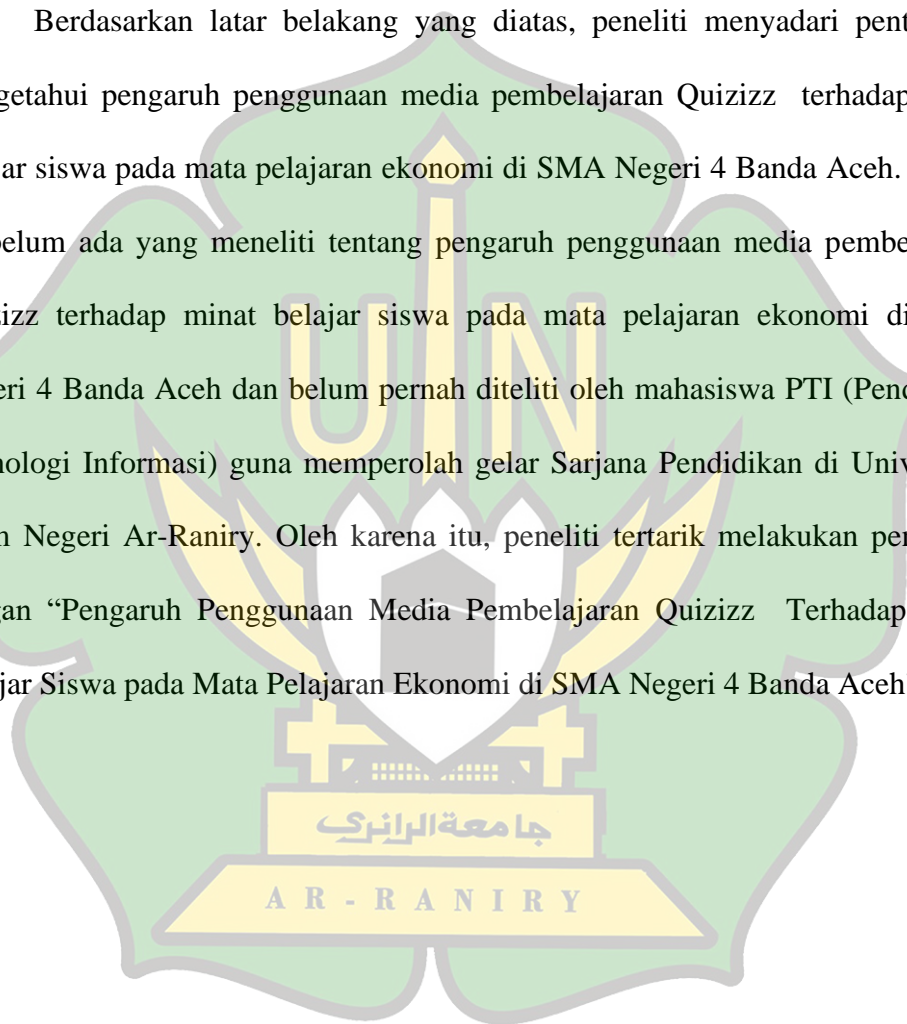 Berdasarkan latar belakang yang diatas, peneliti menyadari pent
getahui pengaruh penggunaan media pembelajaran Quizizz terhadap
jar siswa pada mata pelajaran ekonomi di SMA Negeri 4 Banda Aceh.
belum ada yang meneliti tentang pengaruh penggunaan media pembe
zizz terhadap minat belajar siswa pada mata pelajaran ekonomi di
eri 4 Banda Aceh dan belum pernah diteliti oleh mahasiswa PTI (Pend
nologi Informasi) guna memperolah gelar Sarjana Pendidikan di Univ
n Negeri Ar-Raniry. Oleh karena itu, peneliti tertarik melakukan pen
gan “Pengaruh Penggunaan Media Pembelajaran Quizizz Terhadap
jar Siswa pada Mata Pelajaran Ekonomi di SMA Negeri 4 Banda Aceh
UIN
جامعة الرانري
AR-RANIRY